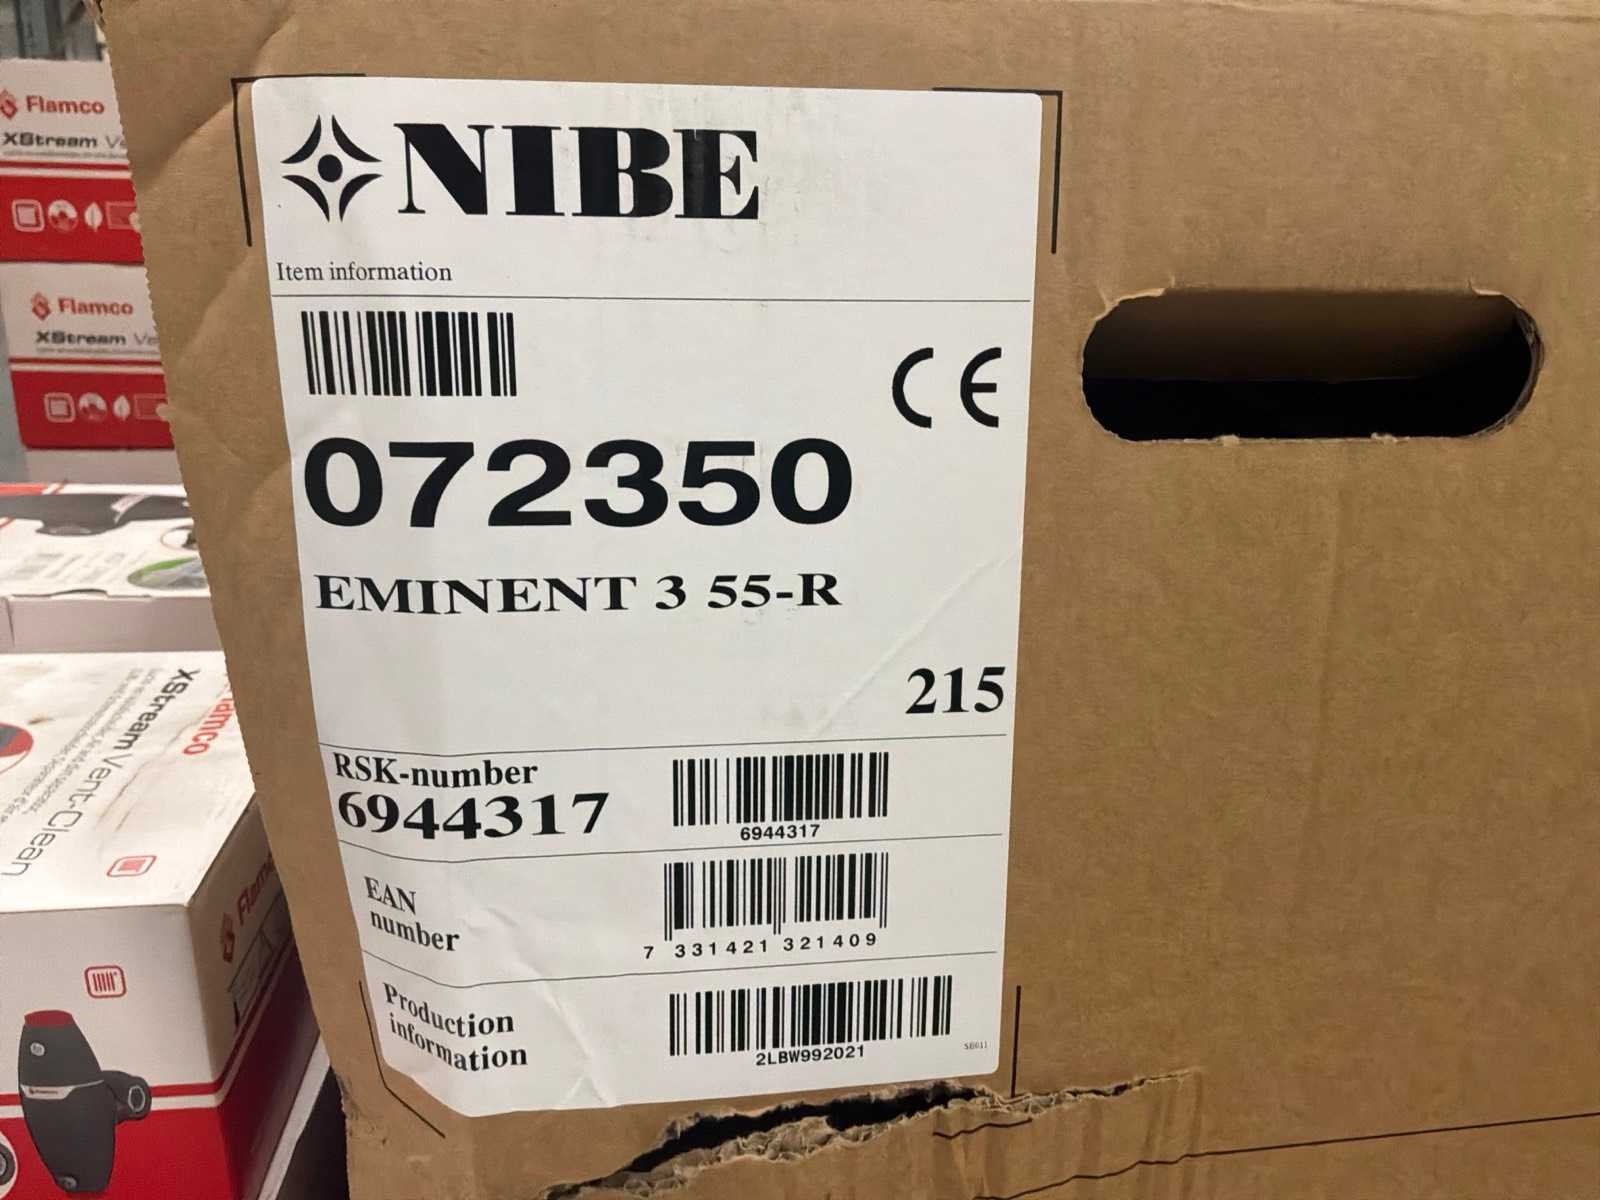 NIBE
Item information
CE
072350
EMINENT 3 55-R
215
RSK-number
6944317
6944317
EAN
number
7 331421 321409
Production
information
2LBW992021
SE011
Flamco
XStream
Flamco
XStream
XStream Vent-Clean